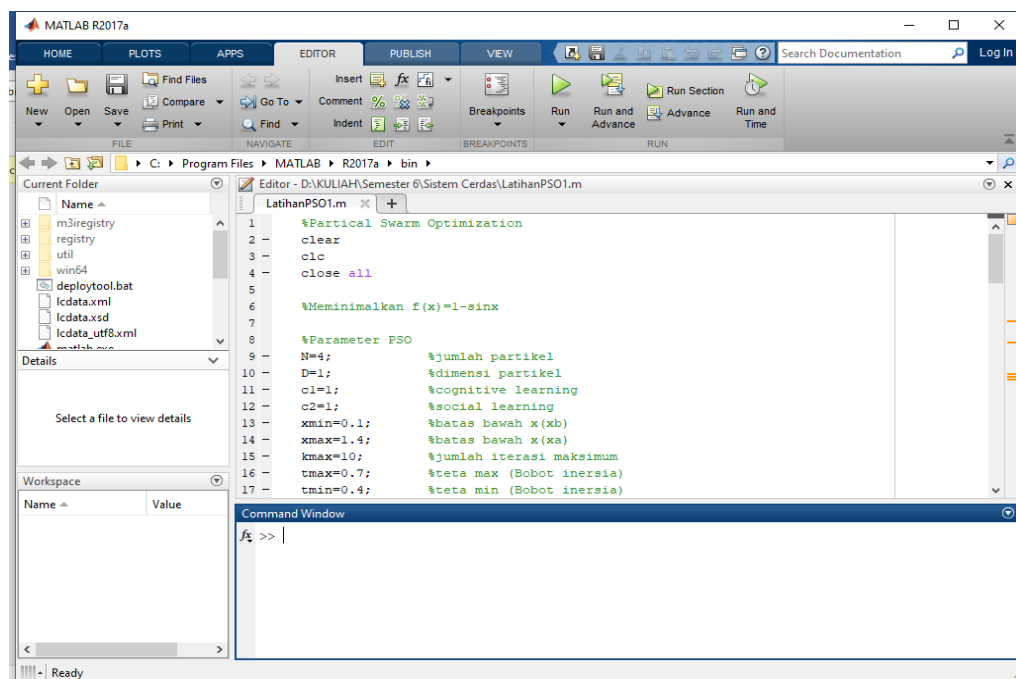 MATLAB R2017a
HOME PLOTS APPS EDITOR PUBLISH VIEW Search Documentation Log In
New Open Save Find Files Compare Print
FILE
Go To Find
NAVIGATE
Insert fx Comment Indent
EDIT
Breakpoints
BREAKPOINTS
Run Run and Advance Run Section Advance Run and Time
RUN
C: Program Files MATLAB R2017a bin
Current Folder
Name
m3iregistry
registry
util
win64
deploytool.bat
lcdata.xml
lcdata.xsd
lcdata_utf8.xml
Details
Select a file to view details
Workspace
Name Value
Editor - D:\KULIAH\Semester 6\Sistem Cerdas\LatihanPSO1.m
LatihanPSO1.m
1 %Partical Swarm Optimization
2 - clear
3 - clc
4 - close all
5
6 %Meminimalkan f(x)=1-sinx
7
8 %Parameter PSO
9 - N=4; %jumlah partikel
10 - D=1; %dimensi partikel
11 - c1=1; %cognitive learning
12 - c2=1; %social learning
13 - xmin=0.1; %batas bawah x(xb)
14 - xmax=1.4; %batas bawah x(xa)
15 - kmax=10; %jumlah iterasi maksimum
16 - tmax=0.7; %teta max (Bobot inersia)
17 - tmin=0.4; %teta min (Bobot inersia)
Command Window
fx >>
Ready